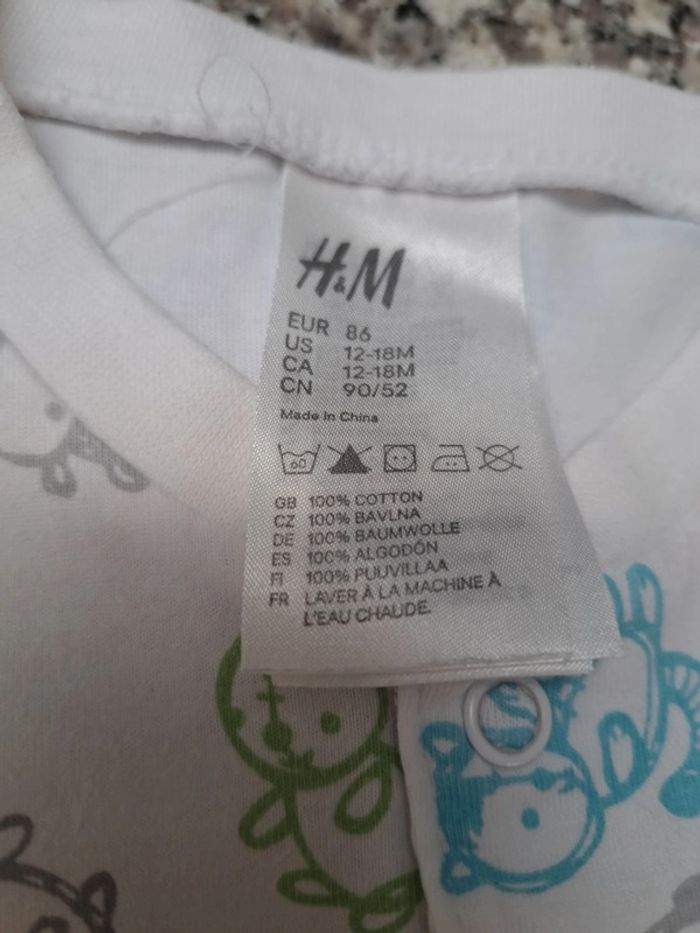 H&M
EUR 86
US 12-18M
CA 12-18M
CN 90/52
Made in China
60
GB 100% COTTON
CZ 100% BAVLNA
DE 100% BAUMWOLLE
ES 100% ALGODÓN
FI 100% PUUVILLAA
FR LAVER À LA MACHINE À
L'EAU CHAUDE.